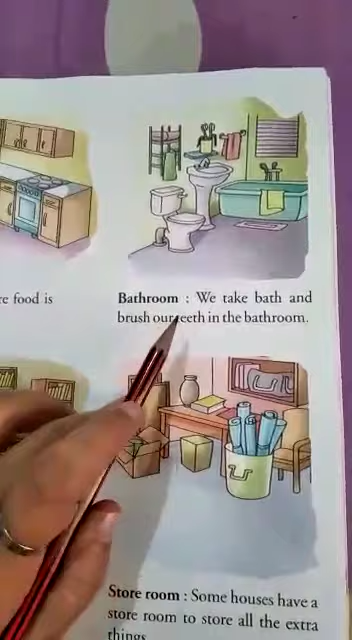 re food is
Bathroom : We take bath and
brush our teeth in the bathroom.
Store room : Some houses have a
store room to store all the extra
things.